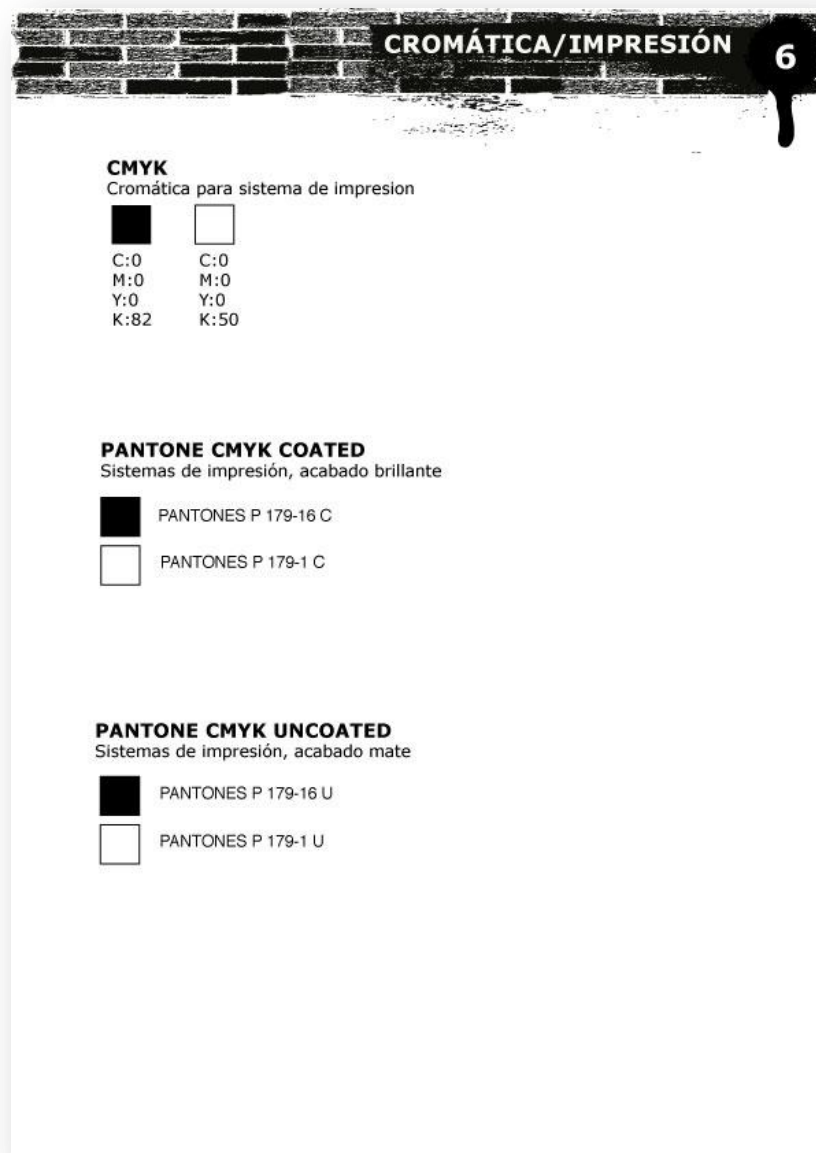 CROMÁTICA/IMPRESIÓN
6
CMYK
Cromática para sistema de impresion
C:0 C:0
M:0 M:0
Y:0 Y:0
K:82 K:50
PANTONE CMYK COATED
Sistemas de impresión, acabado brillante
PANTONES P 179-16 C
PANTONES P 179-1 C
PANTONE CMYK UNCOATED
Sistemas de impresión, acabado mate
PANTONES P 179-16 U
PANTONES P 179-1 U